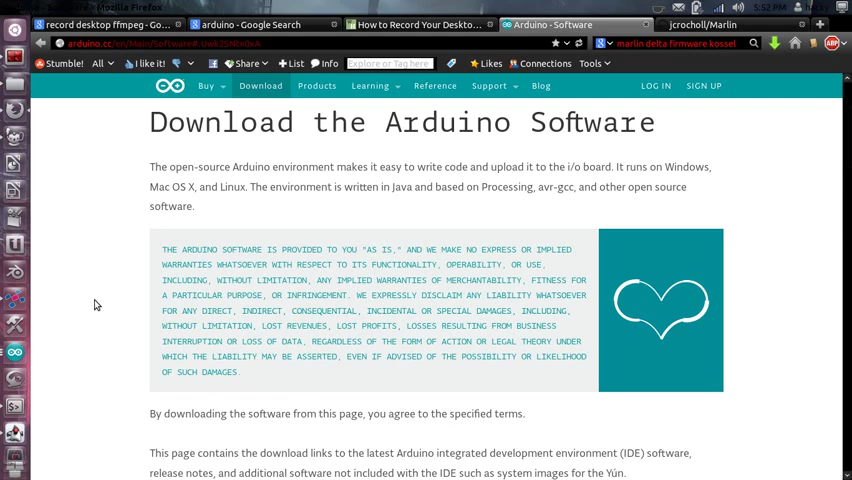 Mozilla Firefox
5:52 PM
record desktop ffmpeg - Go...
arduino - Google Search
How to Record Your Desktop...
Arduino - Software
jcrocholl/Marlin
marlin delta firmware kossel
ABP
Stumble! All I like it! Share List Info Explore or Tag here Likes Connections Tools
Buy Download Products Learning Reference Support Blog LOG IN SIGN UP
Download the Arduino Software
The open-source Arduino environment makes it easy to write code and upload it to the i/o board. It runs on Windows,
Mac OS X, and Linux. The environment is written in Java and based on Processing, avr-gcc, and other open source
software.
THE ARDUINO SOFTWARE IS PROVIDED TO YOU "AS IS," AND WE MAKE NO EXPRESS OR IMPLIED
WARRANTIES WHATSOEVER WITH RESPECT TO ITS FUNCTIONALITY, OPERABILITY, OR USE,
INCLUDING, WITHOUT LIMITATION, ANY IMPLIED WARRANTIES OF MERCHANTABILITY, FITNESS FOR
A PARTICULAR PURPOSE, OR INFRINGEMENT. WE EXPRESSLY DISCLAIM ANY LIABILITY WHATSOEVER
FOR ANY DIRECT, INDIRECT, CONSEQUENTIAL, INCIDENTAL OR SPECIAL DAMAGES, INCLUDING,
WITHOUT LIMITATION, LOST REVENUES, LOST PROFITS, LOSSES RESULTING FROM BUSINESS
INTERRUPTION OR LOSS OF DATA, REGARDLESS OF THE FORM OF ACTION OR LEGAL THEORY UNDER
WHICH THE LIABILITY MAY BE ASSERTED, EVEN IF ADVISED OF THE POSSIBILITY OR LIKELIHOOD
OF SUCH DAMAGES.
By downloading the software from this page, you agree to the specified terms.
This page contains the download links to the latest Arduino integrated development environment (IDE) software,
release notes, and additional software not included with the IDE such as system images for the Yún.